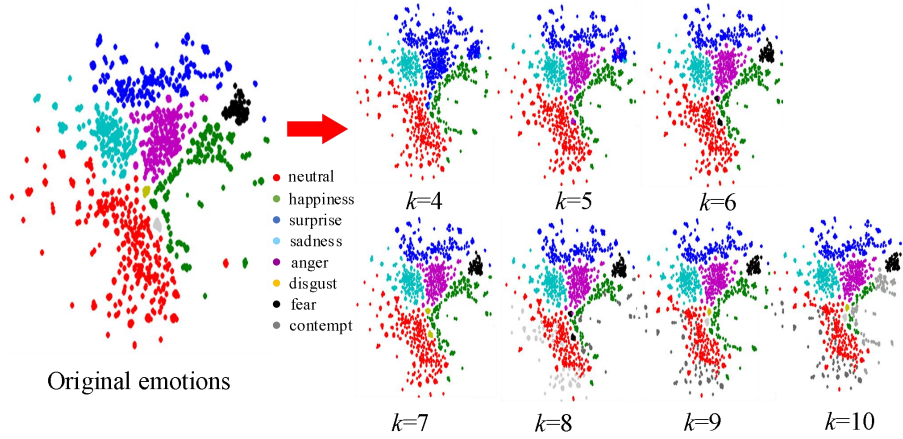 neutral
happiness
surprise
sadness
anger
disgust
fear
contempt
Original emotions
k=4
k=5
k=6
k=7
k=8
k=9
k=10